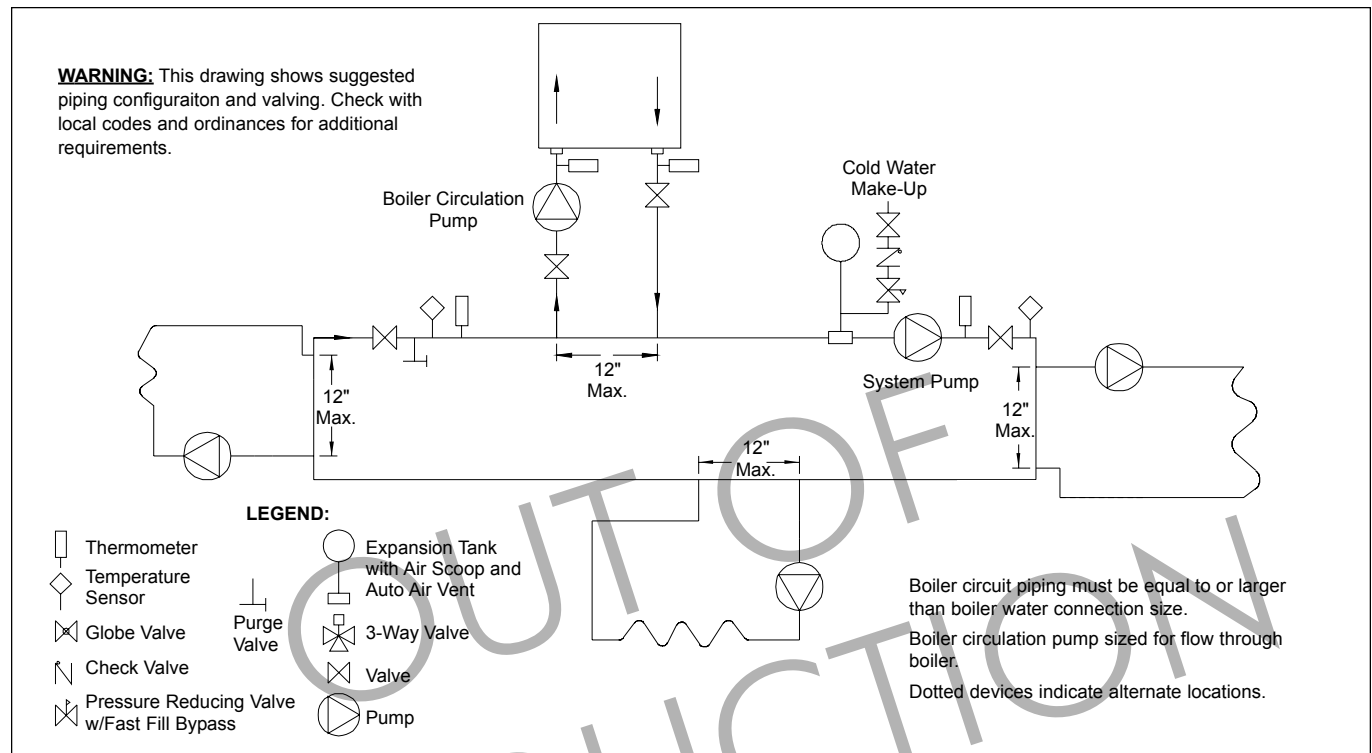 WARNING: This drawing shows suggested
piping configuraiton and valving. Check with
local codes and ordinances for additional
requirements.
Boiler Circulation
Pump
Cold Water
Make-Up
12"
Max.
12"
Max.
System Pump
12"
Max.
12"
Max.
LEGEND:
Thermometer
Temperature
Sensor
Globe Valve
Check Valve
Pressure Reducing Valve
w/Fast Fill Bypass
Purge
Valve
Expansion Tank
with Air Scoop and
Auto Air Vent
3-Way Valve
Valve
Pump
Boiler circuit piping must be equal to or larger
than boiler water connection size.
Boiler circulation pump sized for flow through
boiler.
Dotted devices indicate alternate locations.
OUT OF